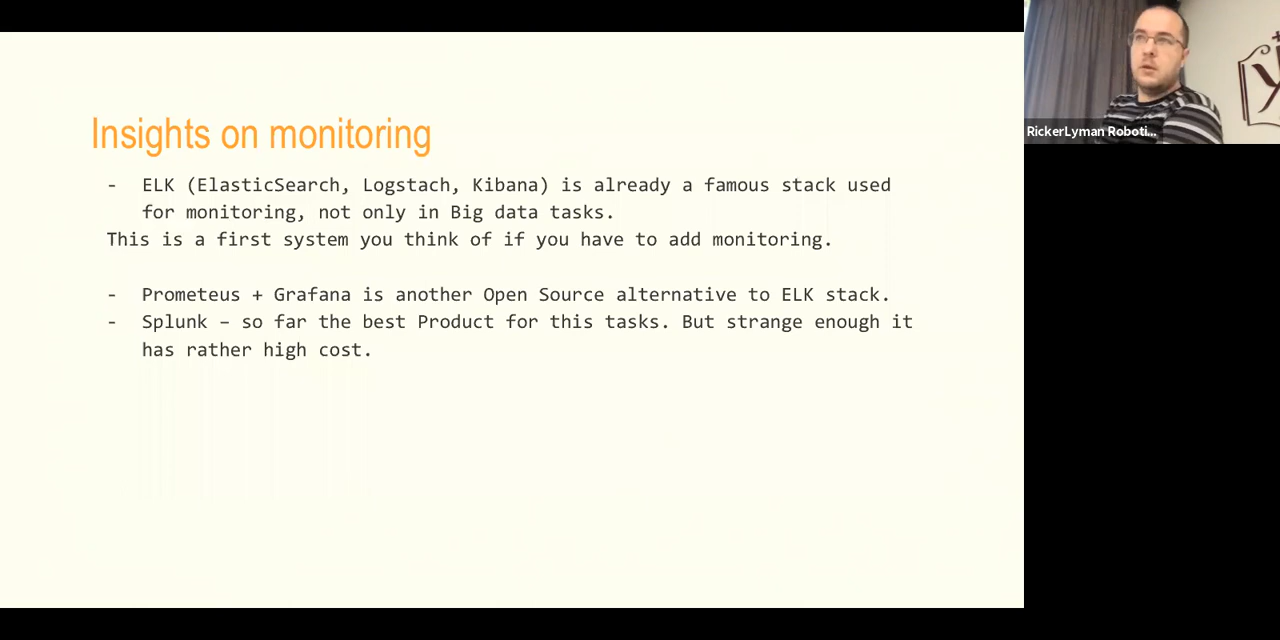 Insights on monitoring
- ELK (ElasticSearch, Logstach, Kibana) is already a famous stack used
for monitoring, not only in Big data tasks.
This is a first system you think of if you have to add monitoring.
- Prometeus + Grafana is another Open Source alternative to ELK stack.
- Splunk – so far the best Product for this tasks. But strange enough it
has rather high cost.
RickerLyman Roboti...